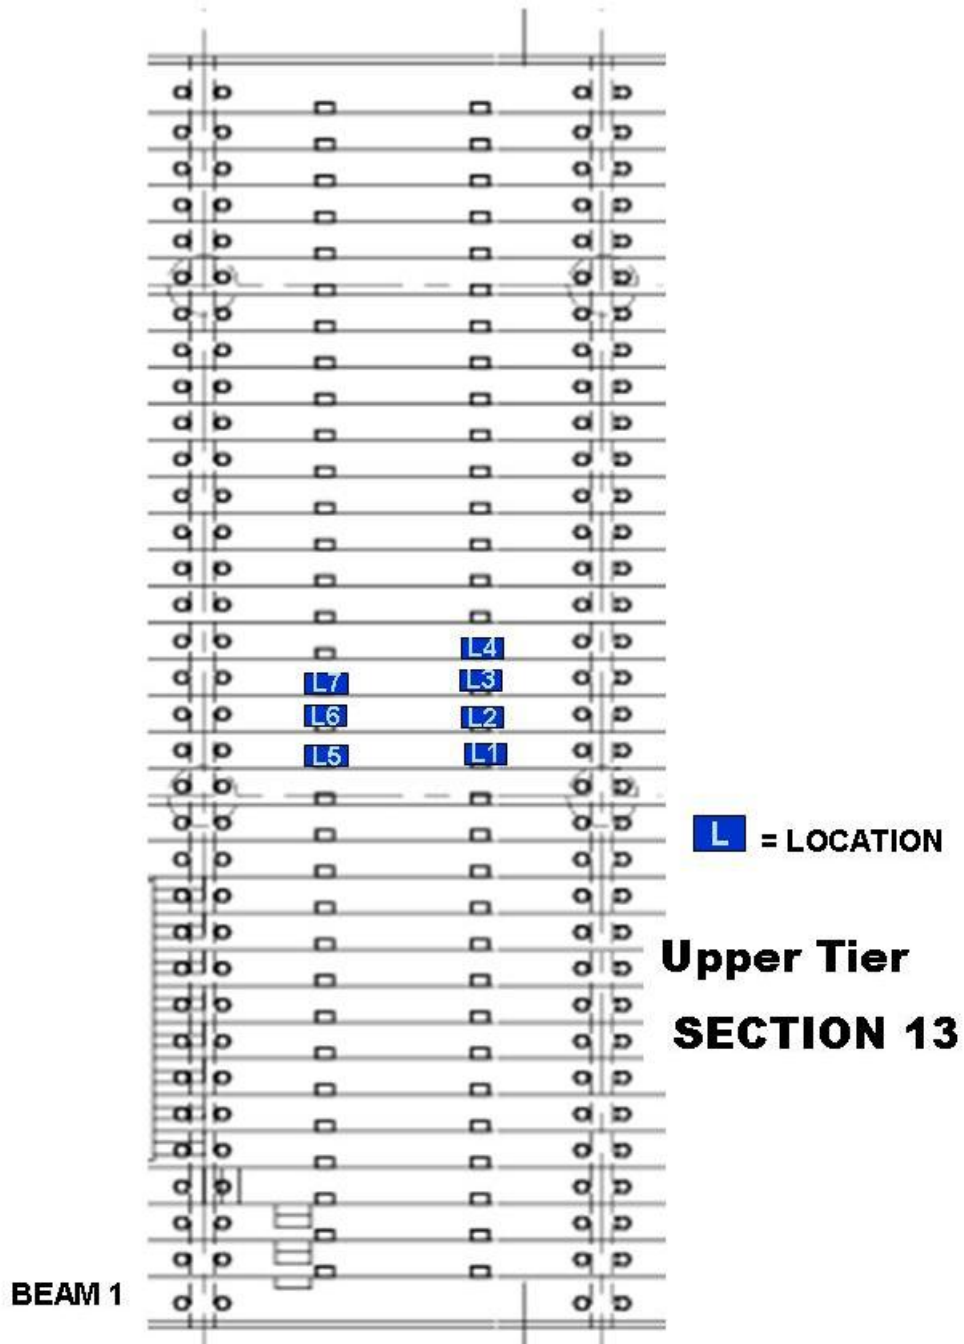 L4
L7 L3
L6 L2
L5 L1
L = LOCATION
Upper Tier
SECTION 13
BEAM 1